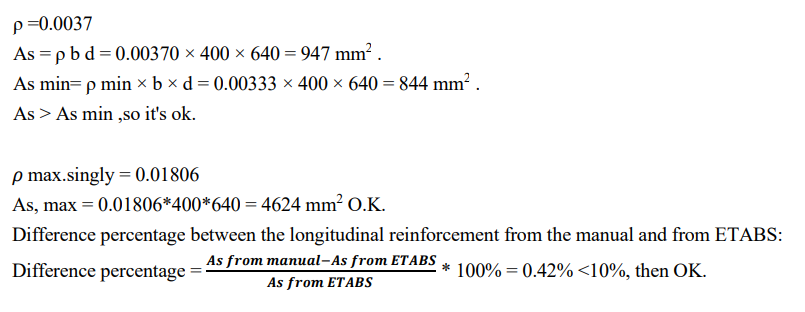 ρ =0.0037
As = ρ b d = 0.00370 × 400 × 640 = 947 mm² .
As min= ρ min × b × d = 0.00333 × 400 × 640 = 844 mm² .
As > As min ,so it's ok.
ρ max.singly = 0.01806
As, max = 0.01806*400*640 = 4624 mm² O.K.
Difference percentage between the longitudinal reinforcement from the manual and from ETABS:
Difference percentage = (As from manual−As from ETABS) / (As from ETABS) * 100% = 0.42% <10%, then OK.